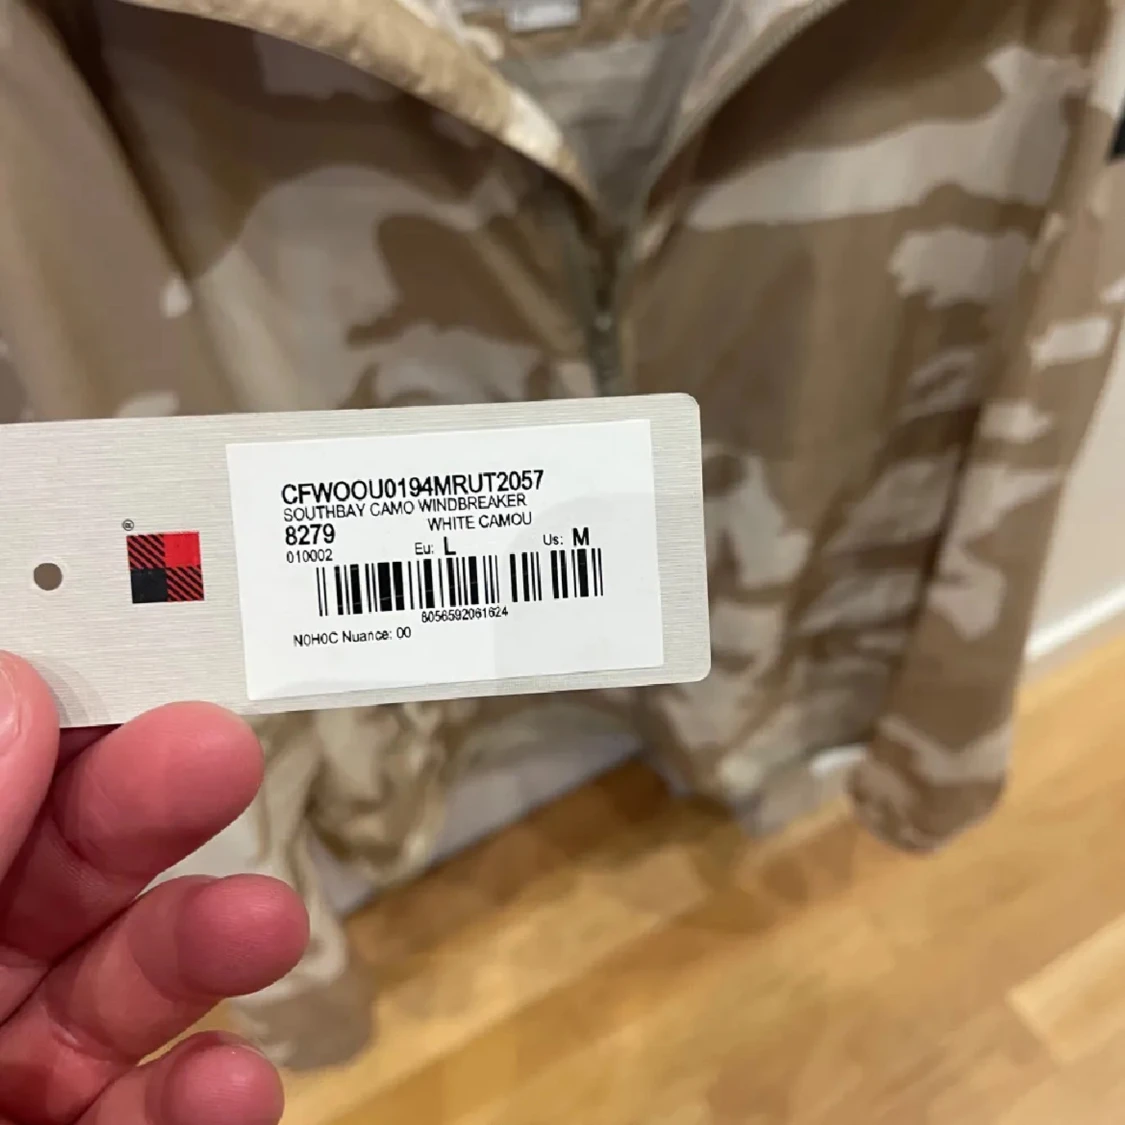 ®
CFWOOU0194MRUT2057
SOUTHBAY CAMO WINDBREAKER
8279 WHITE CAMOU
010002 Eu: L Us: M
8056592061624
N0H0C Nuance: 00